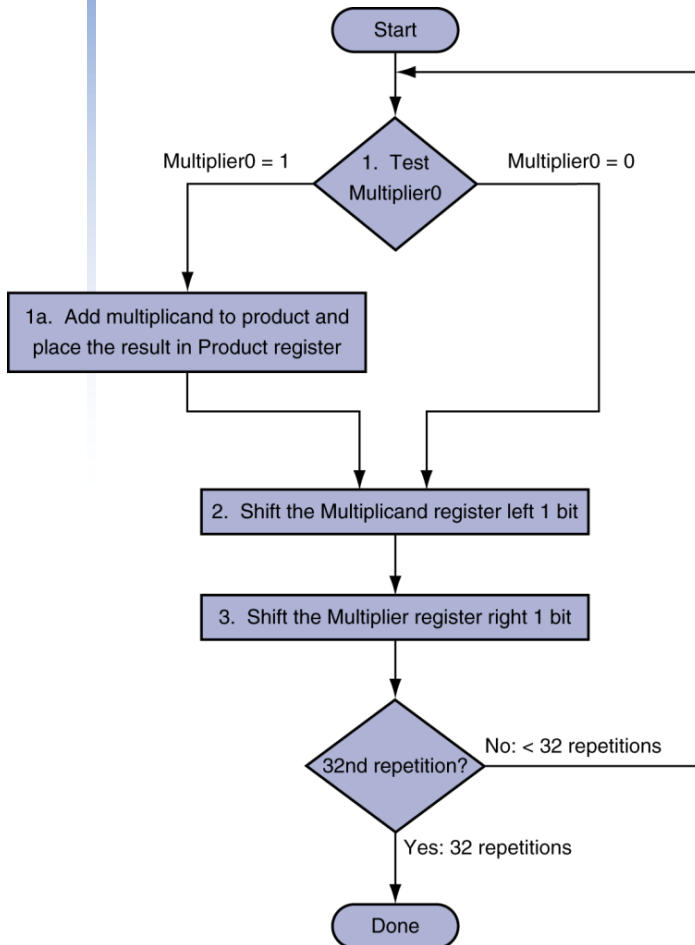 Start
1. Test
Multiplier0
Multiplier0 = 1
Multiplier0 = 0
1a. Add multiplicand to product and
place the result in Product register
2. Shift the Multiplicand register left 1 bit
3. Shift the Multiplier register right 1 bit
32nd repetition?
No: < 32 repetitions
Yes: 32 repetitions
Done